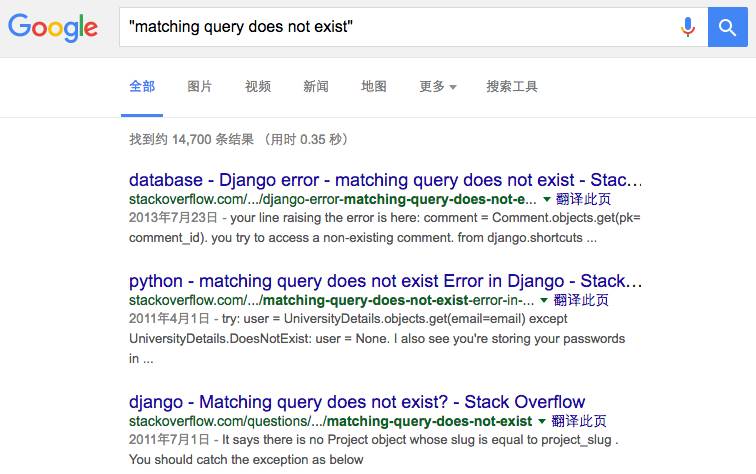 Google
"matching query does not exist"
全部 图片 视频 新闻 地图 更多 搜索工具
找到约 14,700 条结果 （用时 0.35 秒）
database - Django error - matching query does not exist - Stac...
stackoverflow.com/.../django-error-matching-query-does-not-e... 翻译此页
2013年7月23日 - your line raising the error is here: comment = Comment.objects.get(pk=
comment_id). you try to access a non-existing comment. from django.shortcuts ...
python - matching query does not exist Error in Django - Stack...
stackoverflow.com/.../matching-query-does-not-exist-error-in-... 翻译此页
2011年4月1日 - try: user = UniversityDetails.objects.get(email=email) except
UniversityDetails.DoesNotExist: user = None. I also see you're storing your passwords
in ...
django - Matching query does not exist? - Stack Overflow
stackoverflow.com/questions/.../matching-query-does-not-exist 翻译此页
2011年7月1日 - It says there is no Project object whose slug is equal to project_slug .
You should catch the exception as below